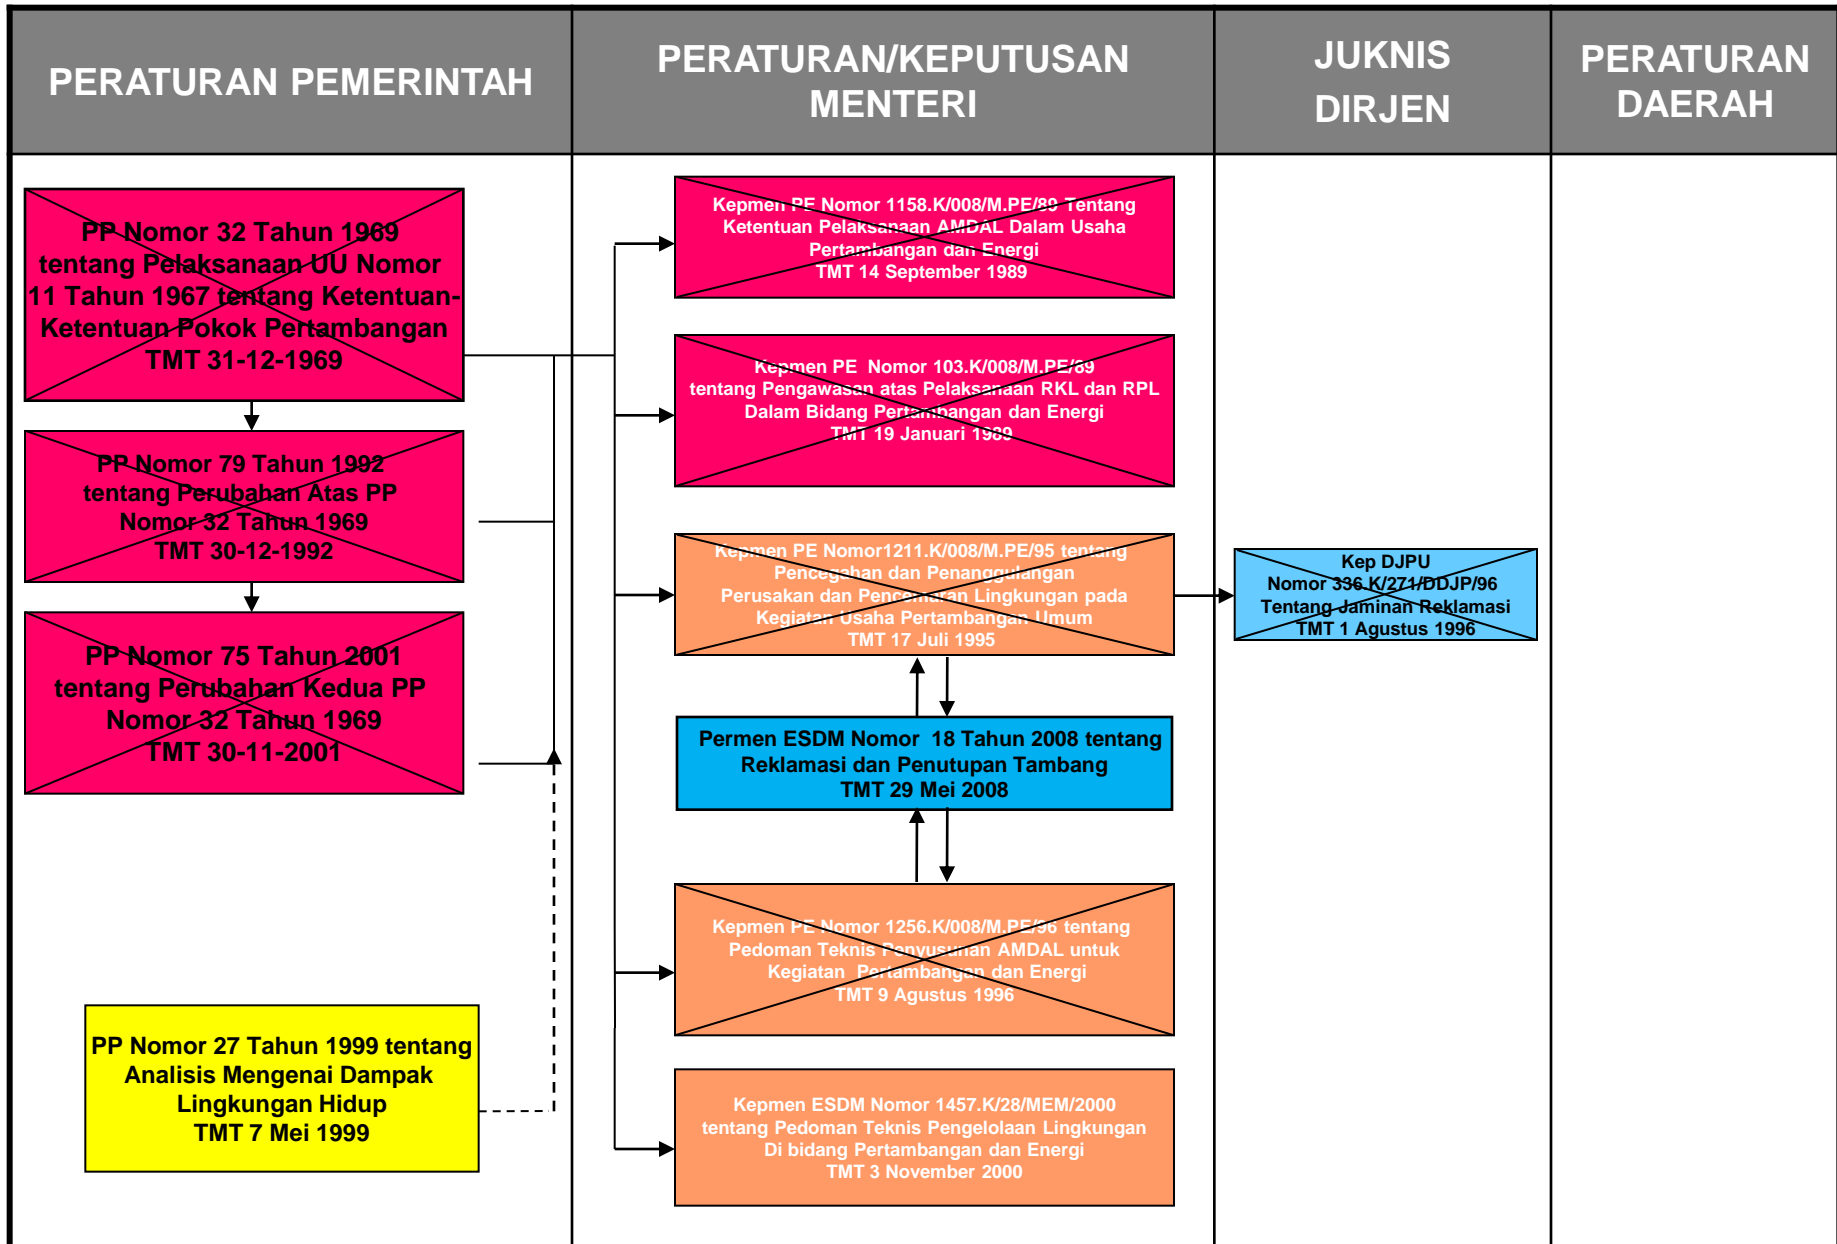 PERATURAN PEMERINTAH
PERATURAN/KEPUTUSAN
MENTERI
JUKNIS
DIRJEN
PERATURAN
DAERAH
PP Nomor 32 Tahun 1969
tentang Pelaksanaan UU Nomor
11 Tahun 1967 tentang Ketentuan-
Ketentuan Pokok Pertambangan
TMT 31-12-1969
PP Nomor 79 Tahun 1992
tentang Perubahan Atas PP
Nomor 32 Tahun 1969
TMT 30-12-1992
PP Nomor 75 Tahun 2001
tentang Perubahan Kedua PP
Nomor 32 Tahun 1969
TMT 30-11-2001
PP Nomor 27 Tahun 1999 tentang
Analisis Mengenai Dampak
Lingkungan Hidup
TMT 7 Mei 1999
Kepmen PE Nomor 1158.K/008/M.PE/89 Tentang
Ketentuan Pelaksanaan AMDAL Dalam Usaha
Pertambangan dan Energi
TMT 14 September 1989
Kepmen PE Nomor 103.K/008/M.PE/89
tentang Pengawasan atas Pelaksanaan RKL dan RPL
Dalam Bidang Pertambangan dan Energi
TMT 19 Januari 1989
Kepmen PE Nomor1211.K/008/M.PE/95 tentang
Pencegahan dan Penanggulangan
Perusakan dan Pencemaran Lingkungan pada
Kegiatan Usaha Pertambangan Umum
TMT 17 Juli 1995
Permen ESDM Nomor 18 Tahun 2008 tentang
Reklamasi dan Penutupan Tambang
TMT 29 Mei 2008
Kepmen PE Nomor 1256.K/008/M.PE/96 tentang
Pedoman Teknis Penyusunan AMDAL untuk
Kegiatan Pertambangan dan Energi
TMT 9 Agustus 1996
Kepmen ESDM Nomor 1457.K/28/MEM/2000
tentang Pedoman Teknis Pengelolaan Lingkungan
Di bidang Pertambangan dan Energi
TMT 3 November 2000
Kep DJPU
Nomor 336.K/271/DDJP/96
Tentang Jaminan Reklamasi
TMT 1 Agustus 1996